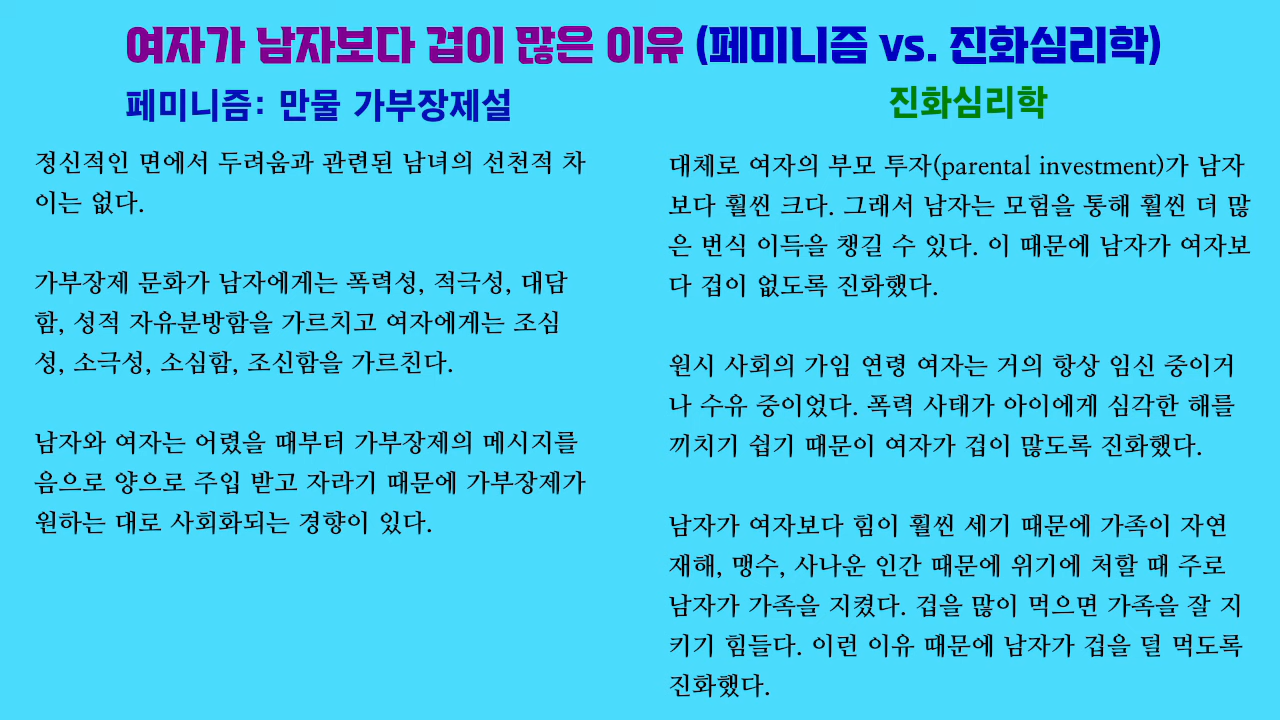 여자가 남자보다 겁이 많은 이유 (페미니즘 vs. 진화심리학)
페미니즘: 만물 가부장제설
정신적인 면에서 두려움과 관련된 남녀의 선천적 차
이는 없다.
가부장제 문화가 남자에게는 폭력성, 적극성, 대담
함, 성적 자유분방함을 가르치고 여자에게는 조심
성, 소극성, 소심함, 조신함을 가르친다.
남자와 여자는 어렸을 때부터 가부장제의 메시지를
음으로 양으로 주입 받고 자라기 때문에 가부장제가
원하는 대로 사회화되는 경향이 있다.
진화심리학
대체로 여자의 부모 투자(parental investment)가 남자
보다 훨씬 크다. 그래서 남자는 모험을 통해 훨씬 더 많
은 번식 이득을 챙길 수 있다. 이 때문에 남자가 여자보
다 겁이 없도록 진화했다.
원시 사회의 가임 연령 여자는 거의 항상 임신 중이거
나 수유 중이었다. 폭력 사태가 아이에게 심각한 해를
끼치기 쉽기 때문이 여자가 겁이 많도록 진화했다.
남자가 여자보다 힘이 훨씬 세기 때문에 가족이 자연
재해, 맹수, 사나운 인간 때문에 위기에 처할 때 주로
남자가 가족을 지켰다. 겁을 많이 먹으면 가족을 잘 지
키기 힘들다. 이런 이유 때문에 남자가 겁을 덜 먹도록
진화했다.